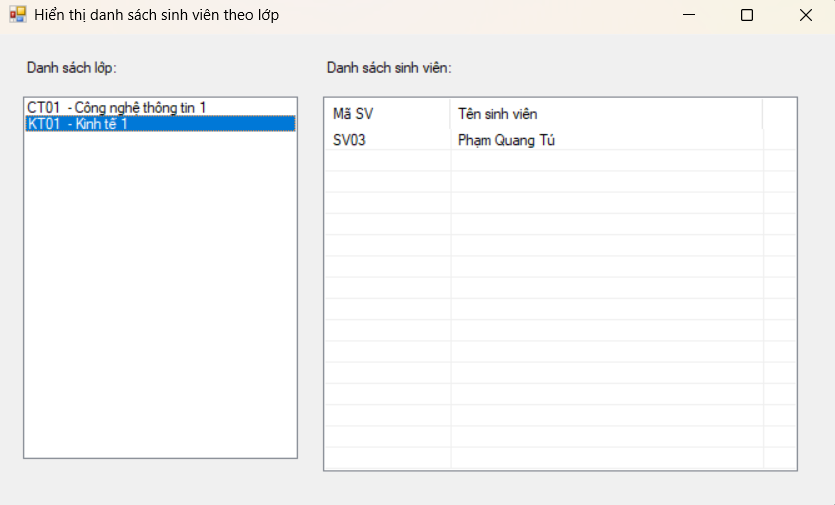 Hiển thị danh sách sinh viên theo lớp
Danh sách lớp:
CT01 - Công nghệ thông tin 1
KT01 - Kinh tế 1
Danh sách sinh viên:
Mã SV Tên sinh viên
SV03 Phạm Quang Tú